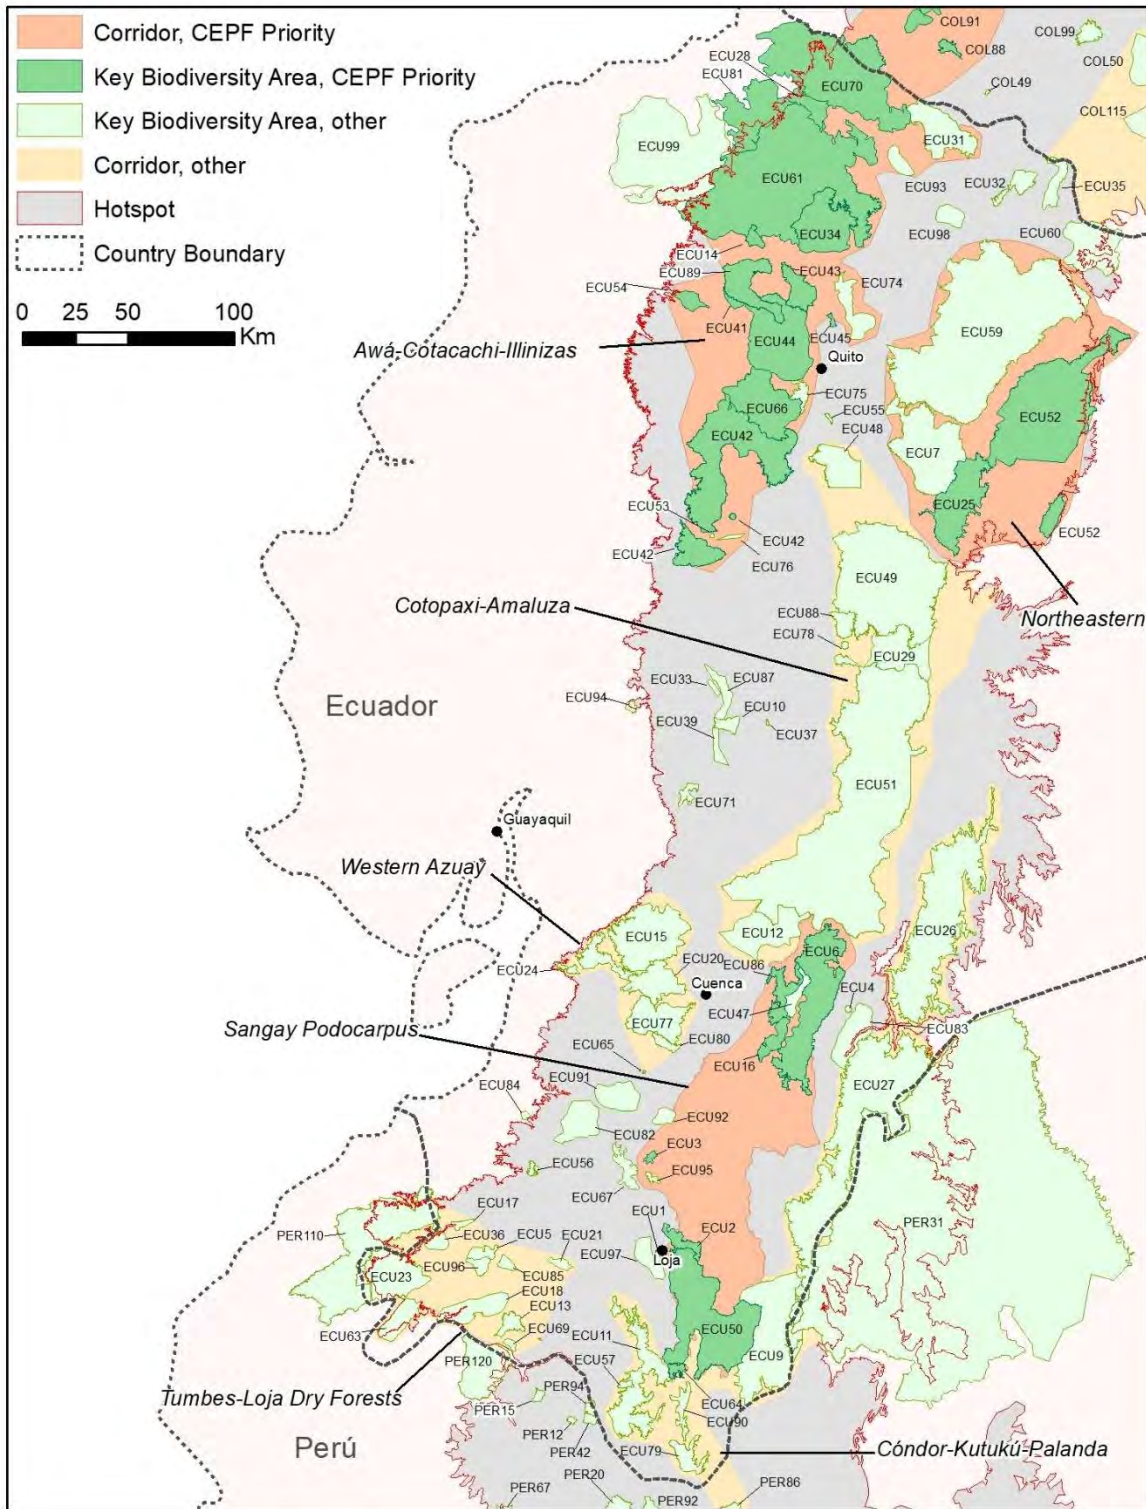 Corridor, CEPF Priority
Key Biodiversity Area, CEPF Priority
Key Biodiversity Area, other
Corridor, other
Hotspot
Country Boundary
0 25 50 100
Km
COL91
COL99
COL88
COL50
COL49
COL115
ECU28
ECU81
ECU70
ECU99
ECU31
ECU61
ECU93
ECU32
ECU35
ECU34
ECU98
ECU60
ECU14
ECU89
ECU43
ECU74
ECU54
ECU41
ECU59
ECU44
ECU45
Awá-Cotacachi-Illinizas
Quito
ECU75
ECU66
ECU55
ECU52
ECU42
ECU48
ECU7
ECU25
ECU53
ECU42
ECU52
ECU42
ECU76
ECU49
Cotopaxi-Amaluza
ECU88
Northeastern
ECU78
ECU29
ECU33
ECU87
ECU94
ECU10
Ecuador
ECU39
ECU37
ECU51
ECU71
Guayaquil
Western Azuay
ECU15
ECU12
ECU26
ECU6
ECU24
ECU20
ECU86
Cuenca
ECU4
ECU47
ECU77
Sangay Podocarpus
ECU80
ECU83
ECU65
ECU16
ECU91
ECU27
ECU84
ECU92
ECU82
ECU3
ECU56
ECU95
ECU67
ECU1
ECU17
PER31
PER110
ECU36
ECU5
ECU21
ECU2
ECU97
Loja
ECU96
ECU85
ECU23
ECU18
ECU13
ECU63
ECU69
ECU11
ECU50
ECU57
ECU9
PER120
Tumbes-Loja Dry Forests
PER94
ECU64
PER15
ECU90
PER12
PER42
ECU79
Cóndor-Kutukú-Palanda
Perú
PER20
PER86
PER67
PER92